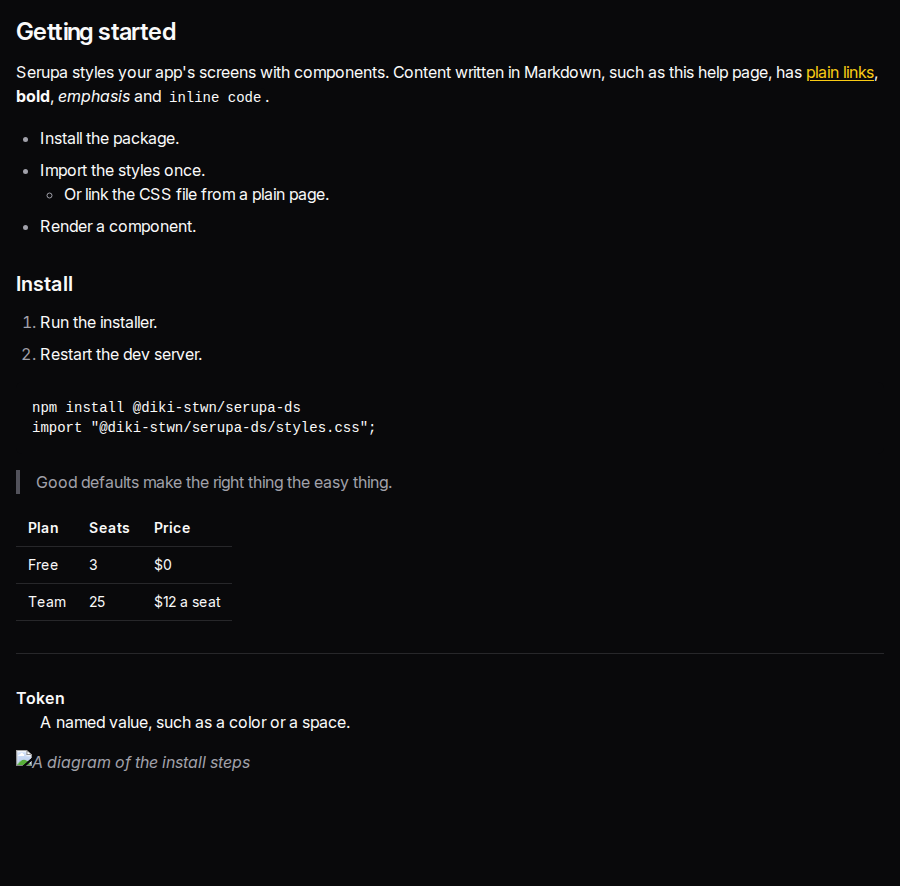 Getting started
Serupa styles your app's screens with components. Content written in Markdown, such as this help page, has plain links,
bold, emphasis and inline code.
Install the package.
Import the styles once.
Or link the CSS file from a plain page.
Render a component.
Install
1. Run the installer.
2. Restart the dev server.
npm install @diki-stwn/serupa-ds
import "@diki-stwn/serupa-ds/styles.css";
Good defaults make the right thing the easy thing.
Plan Seats Price
Free 3 $0
Team 25 $12 a seat
Token
A named value, such as a color or a space.
A diagram of the install steps